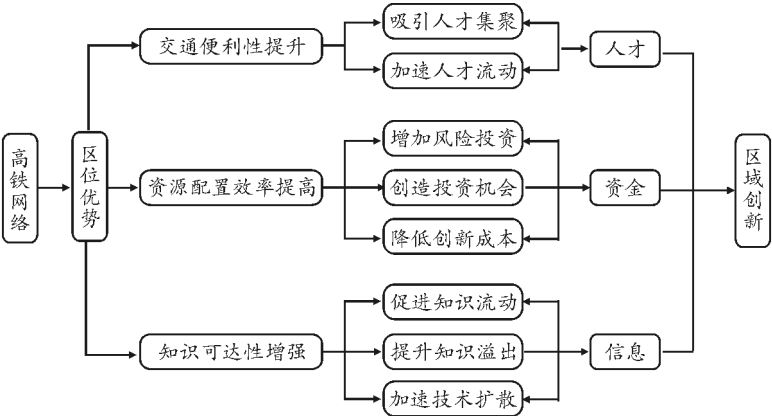 高铁网络
区位优势
交通便利性提升
吸引人才集聚
加速人才流动
人才
资源配置效率提高
增加风险投资
创造投资机会
降低创新成本
资金
知识可达性增强
促进知识流动
提升知识溢出
加速技术扩散
信息
区域创新